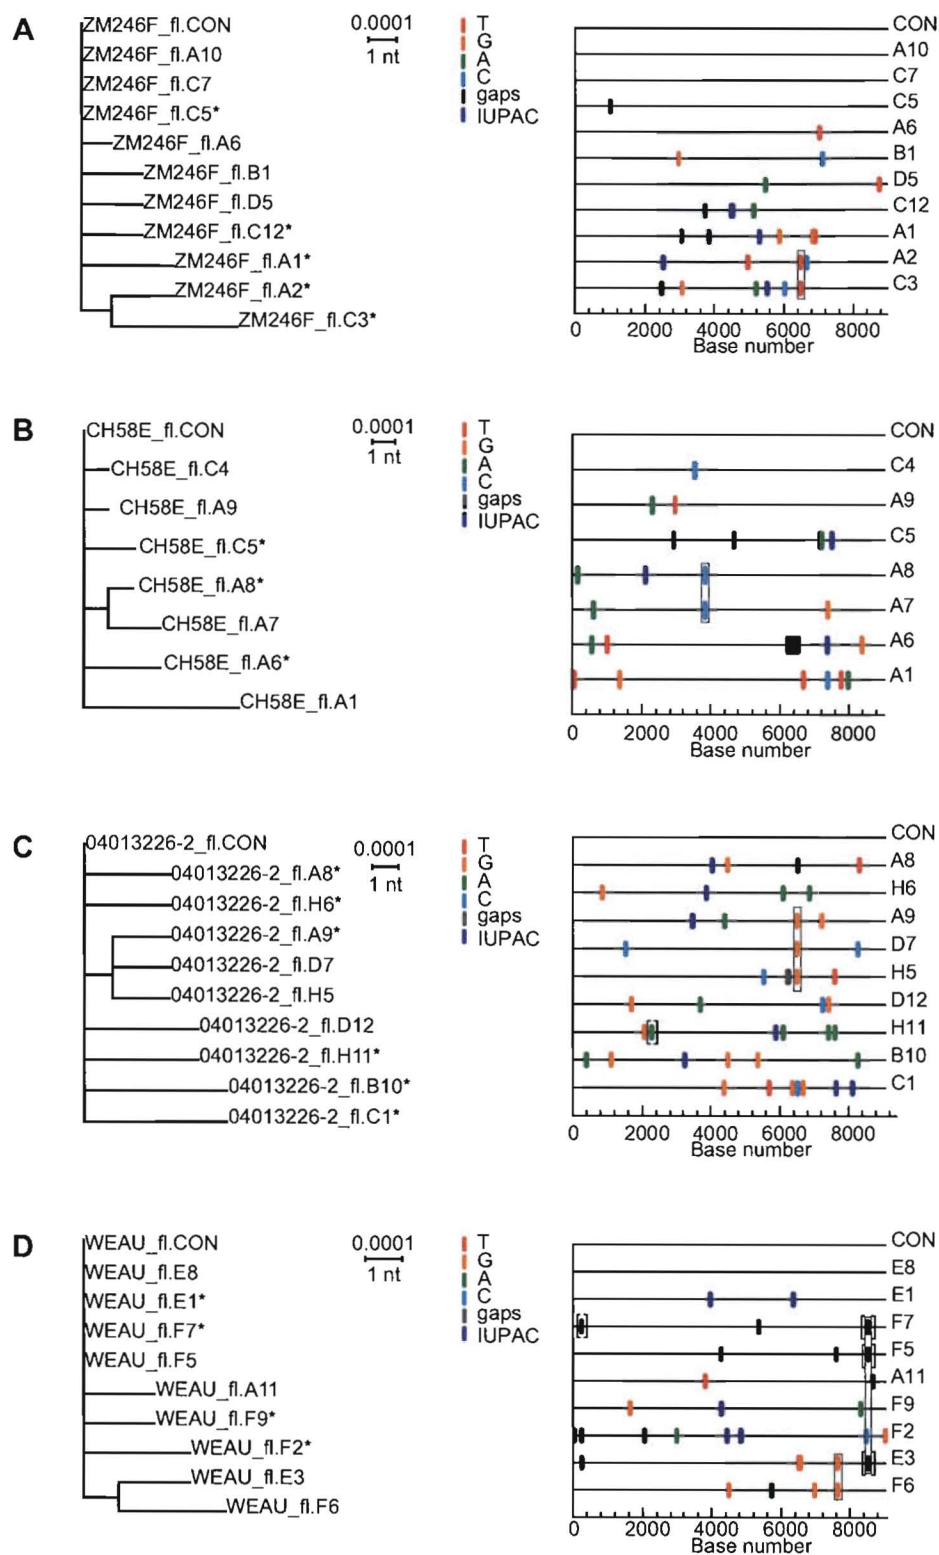 A
ZM246F_fl.CON
ZM246F_fl.A10
ZM246F_fl.C7
ZM246F_fl.C5*
ZM246F_fl.A6
ZM246F_fl.B1
ZM246F_fl.D5
ZM246F_fl.C12*
ZM246F_fl.A1*
ZM246F_fl.A2*
ZM246F_fl.C3*
0.0001
1 nt
T
G
A
C
gaps
IUPAC
CON
A10
C7
C5
A6
B1
D5
C12
A1
A2
C3
0 2000 4000 6000 8000
Base number
B
CH58E_fl.CON
CH58E_fl.C4
CH58E_fl.A9
CH58E_fl.C5*
CH58E_fl.A8*
CH58E_fl.A7
CH58E_fl.A6*
CH58E_fl.A1
0.0001
1 nt
T
G
A
C
gaps
IUPAC
CON
C4
A9
C5
A8
A7
A6
A1
0 2000 4000 6000 8000
Base number
C
04013226-2_fl.CON
04013226-2_fl.A8*
04013226-2_fl.H6*
04013226-2_fl.A9*
04013226-2_fl.D7
04013226-2_fl.H5
04013226-2_fl.D12
04013226-2_fl.H11*
04013226-2_fl.B10*
04013226-2_fl.C1*
0.0001
1 nt
T
G
A
C
gaps
IUPAC
CON
A8
H6
A9
D7
H5
D12
H11
B10
C1
0 2000 4000 6000 8000
Base number
D
WEAU_fl.CON
WEAU_fl.E8
WEAU_fl.E1*
WEAU_fl.F7*
WEAU_fl.F5
WEAU_fl.A11
WEAU_fl.F9*
WEAU_fl.F2*
WEAU_fl.E3
WEAU_fl.F6
0.0001
1 nt
T
G
A
C
gaps
IUPAC
CON
E8
E1
F7
F5
A11
F9
F2
E3
F6
0 2000 4000 6000 8000
Base number